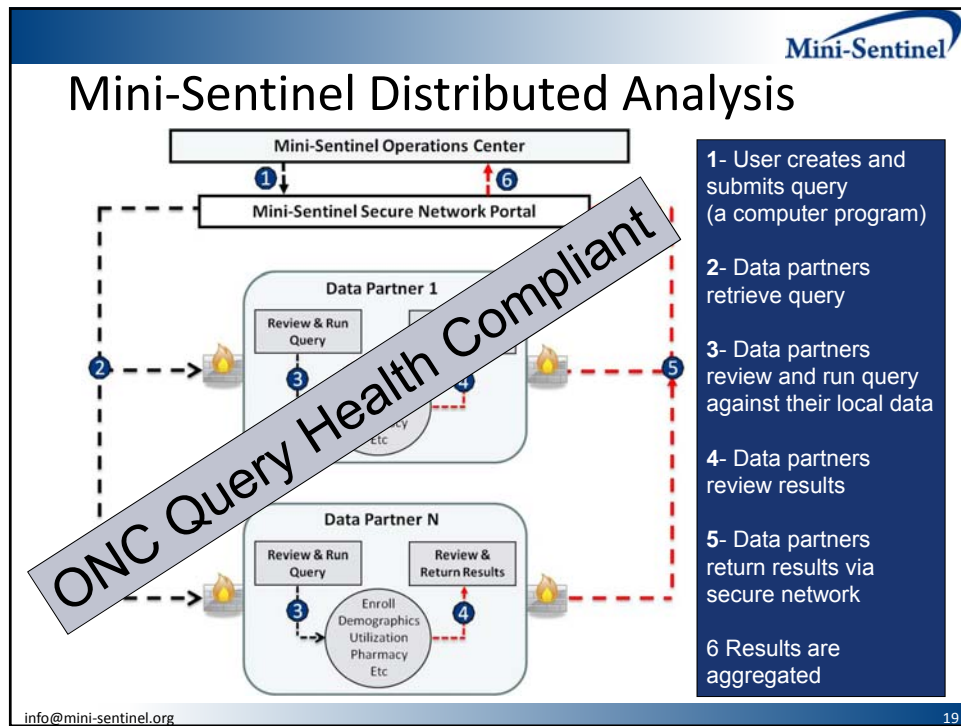 Mini-Sentinel
Mini-Sentinel Distributed Analysis
Mini-Sentinel Operations Center
1
6
Mini-Sentinel Secure Network Portal
Data Partner 1
Review & Run
Query
3
4
Etc
2
5
ONC Query Health Compliant
Data Partner N
Review & Run
Query
Review &
Return Results
3
4
Enroll
Demographics
Utilization
Pharmacy
Etc
1- User creates and
submits query
(a computer program)
2- Data partners
retrieve query
3- Data partners
review and run query
against their local data
4- Data partners
review results
5- Data partners
return results via
secure network
6 Results are
aggregated
info@mini-sentinel.org
19